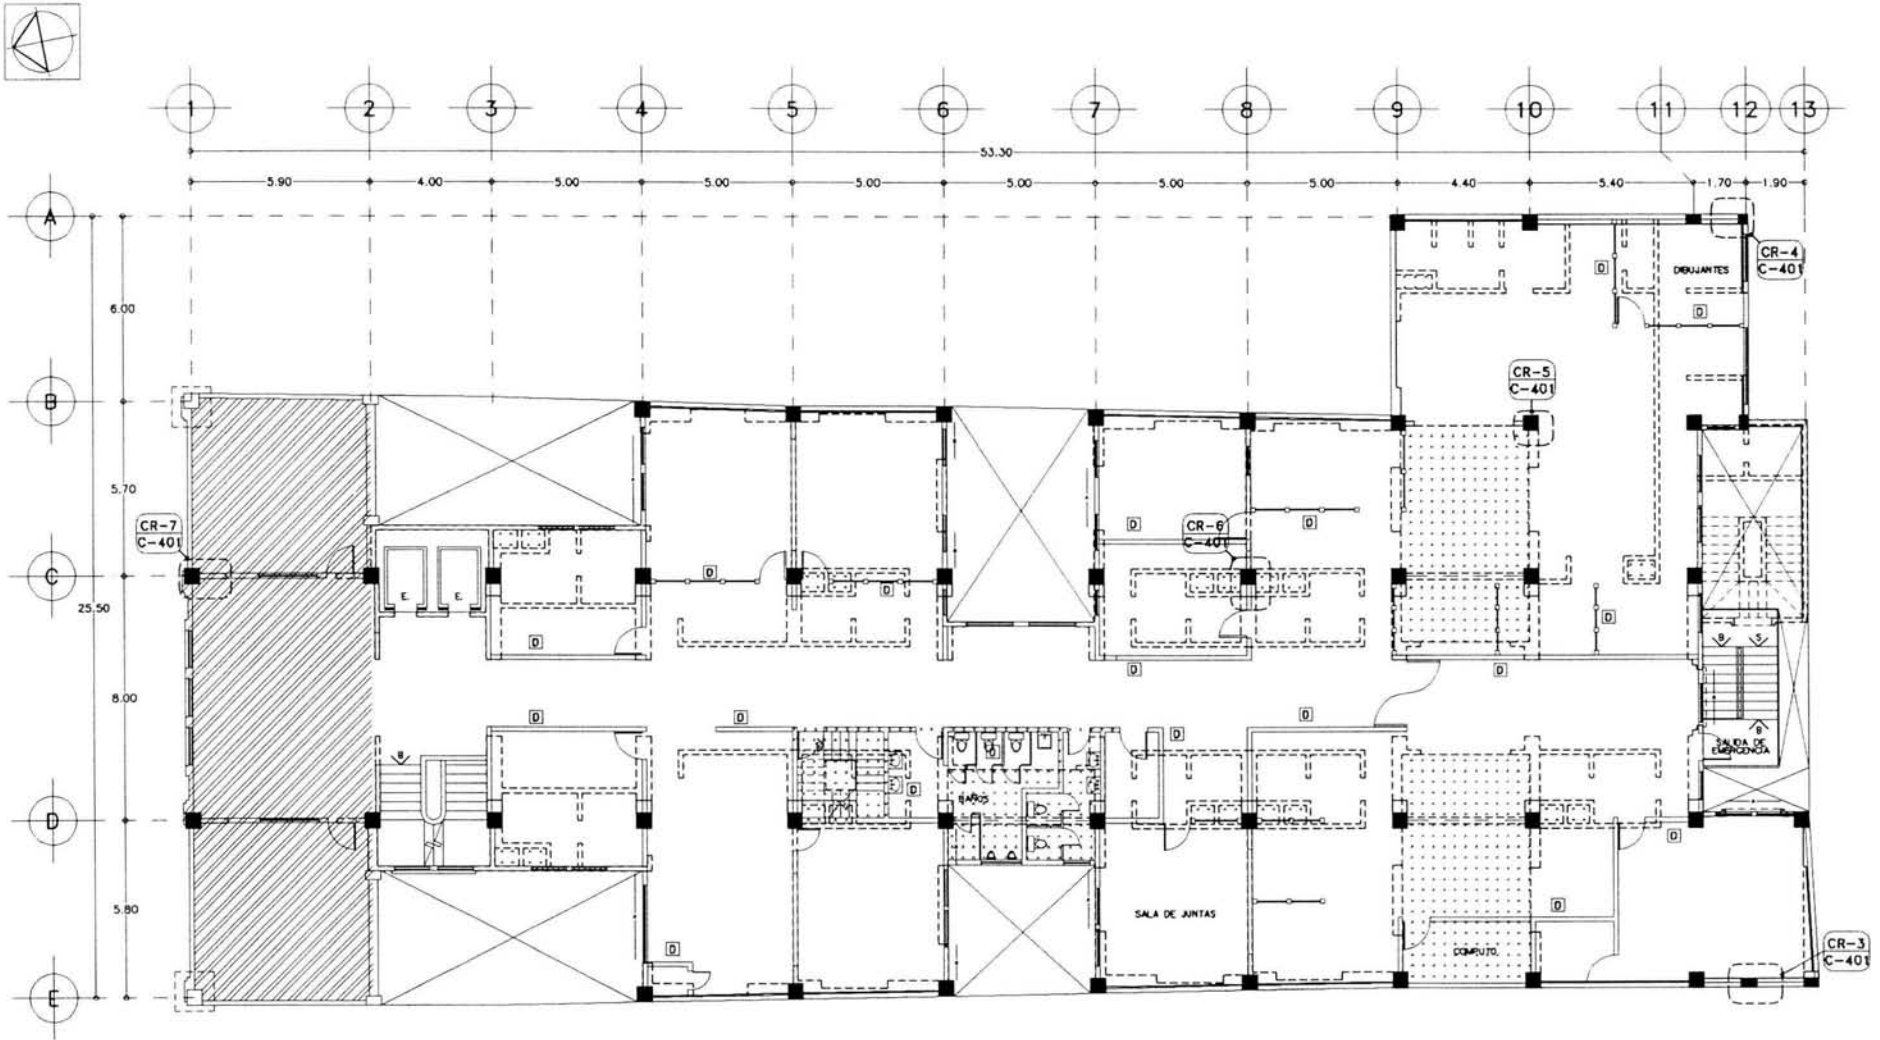 1 2 3 4 5 6 7 8 9 10 11 12 13
53.30
5.90 4.00 5.00 5.00 5.00 5.00 5.00 5.00 4.40 5.40 1.70 1.90
A
CR-4
C-401
D
DIBUJANTES
6.00
D
CR-5
C-401
B
5.70
CR-7
C-401
D
CR-6
C-401
D
C
D
D
E. E.
25.50
D
D
B S
D
D
8.00
D
D
D
D
B
B
SALIDA DE
EMERGENCIA
D
D
BAÑOS
D
D
5.80
SALA DE JUNTAS
D
D
COMPUTO
CR-3
C-401
E